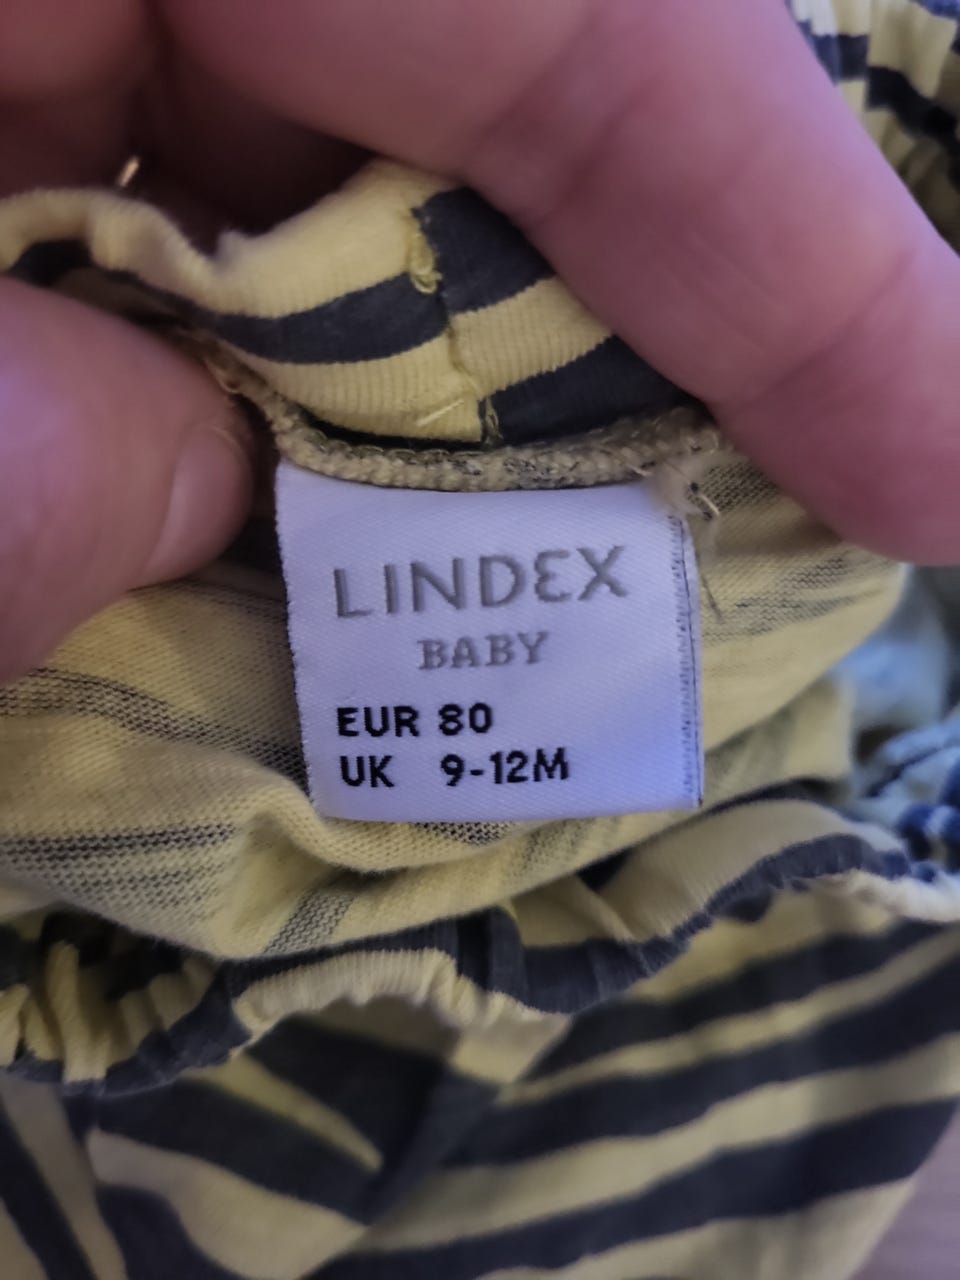 LINDEX
BABY
EUR 80
UK 9-12M